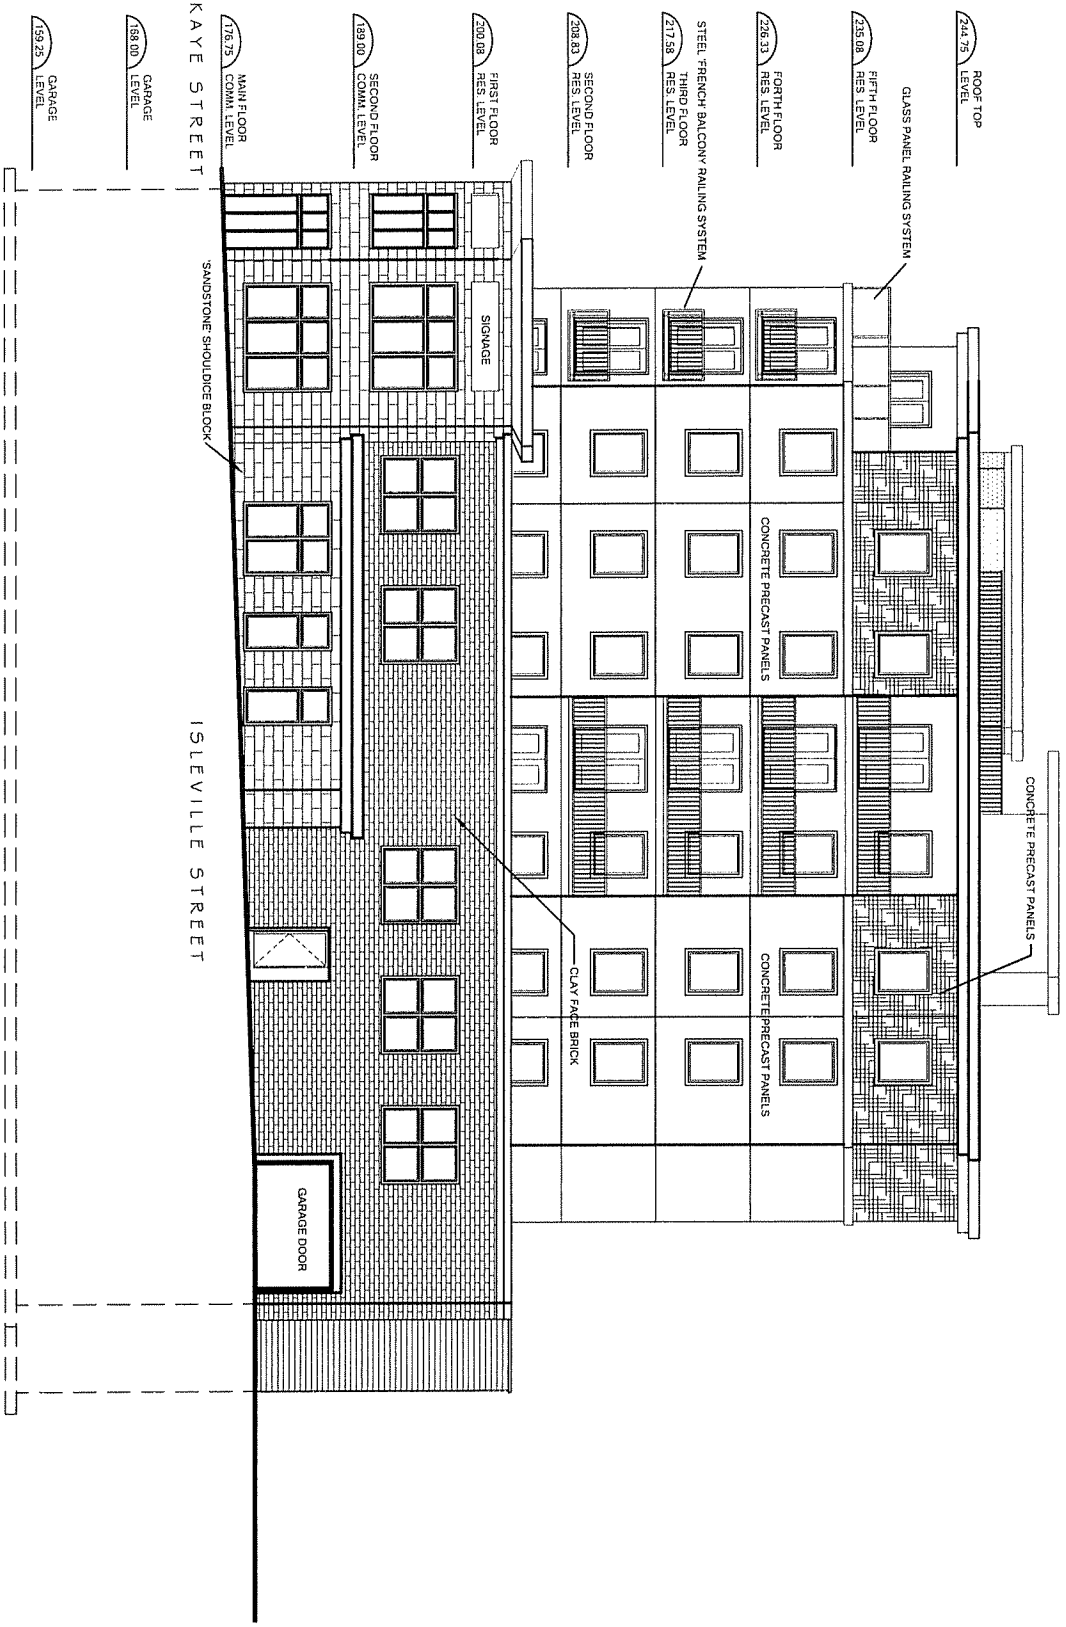 244.75
ROOF TOP
LEVEL
GLASS PANEL RAILING SYSTEM
235.08
FIFTH FLOOR
RES. LEVEL
226.33
FORTH FLOOR
RES. LEVEL
STEEL 'FRENCH' BALCONY RAILING SYSTEM
217.58
THIRD FLOOR
RES. LEVEL
208.83
SECOND FLOOR
RES. LEVEL
200.08
FIRST FLOOR
RES. LEVEL
189.00
SECOND FLOOR
COMM. LEVEL
176.75
MAIN FLOOR
COMM. LEVEL
KAYE STREET
168.00
GARAGE
LEVEL
159.25
GARAGE
LEVEL
SIGNAGE
'SANDSTONE' SHOULDICE BLOCK
CONCRETE PRECAST PANELS
CONCRETE PRECAST PANELS
CONCRETE PRECAST PANELS
CLAY FACE BRICK
ISLEVILLE STREET
GARAGE DOOR